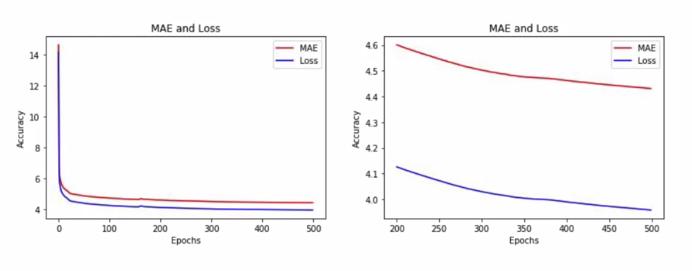 MAE and Loss
MAE
Loss
Accuracy
14
12
10
8
6
4
0 100 200 300 400 500
Epochs
MAE and Loss
MAE
Loss
Accuracy
4.6
4.5
4.4
4.3
4.2
4.1
4.0
200 250 300 350 400 450 500
Epochs